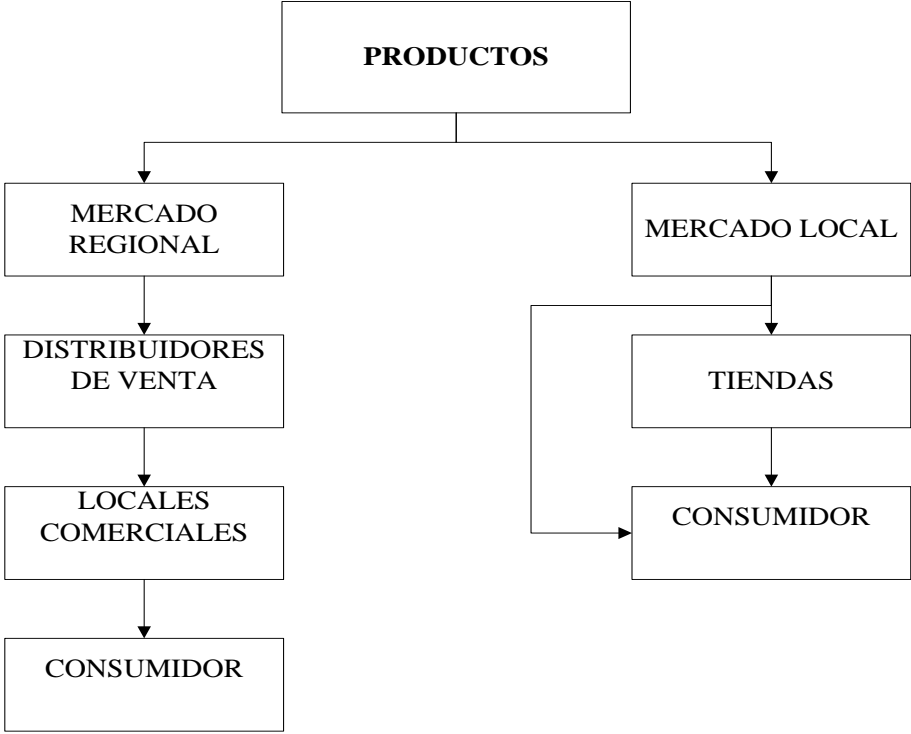 PRODUCTOS
MERCADO
REGIONAL
MERCADO LOCAL
DISTRIBUIDORES
DE VENTA
TIENDAS
LOCALES
COMERCIALES
CONSUMIDOR
CONSUMIDOR